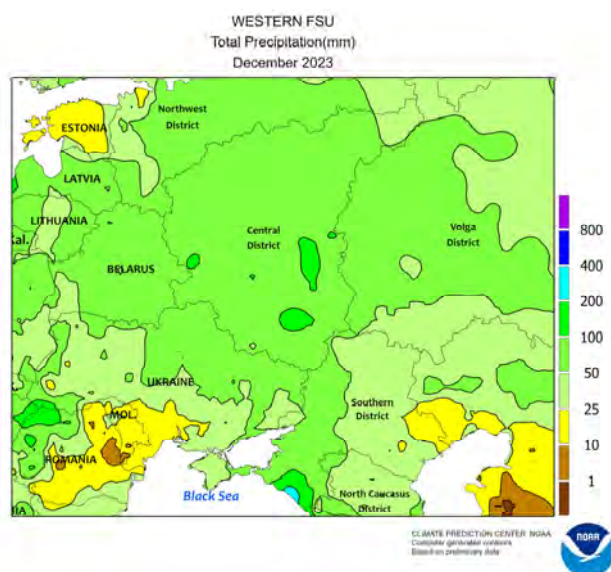 WESTERN FSU
Total Precipitation(mm)
December 2023
ESTONIA
Northwest
District
LATVIA
LITHUANIA
Kal.
Central
District
Volga
District
BELARUS
UKRAINE
MOL.
ROMANIA
Southern
District
Black Sea
North Caucasus
District
IA
800
400
200
100
50
25
10
1
CLIMATE PREDICTION CENTER NOAA
Computer generated contours
Based on preliminary data
NOAA